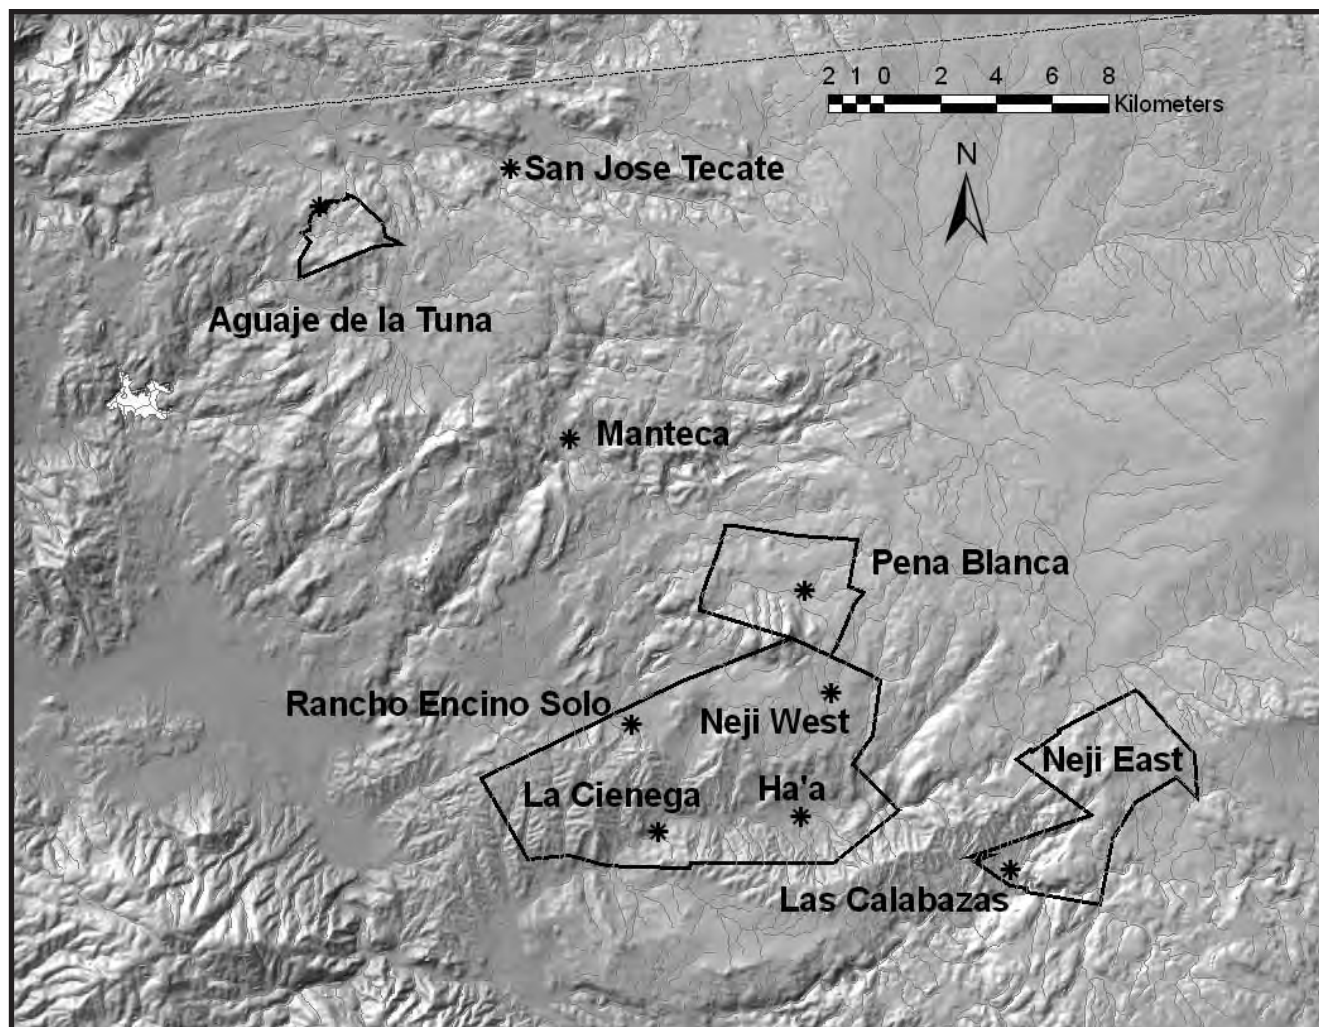 2 1 0 2 4 6 8
Kilometers
N
San Jose Tecate
Aguaje de la Tuna
Manteca
Pena Blanca
Rancho Encino Solo
Neji West
Neji East
La Cienega
Ha'a
Las Calabazas